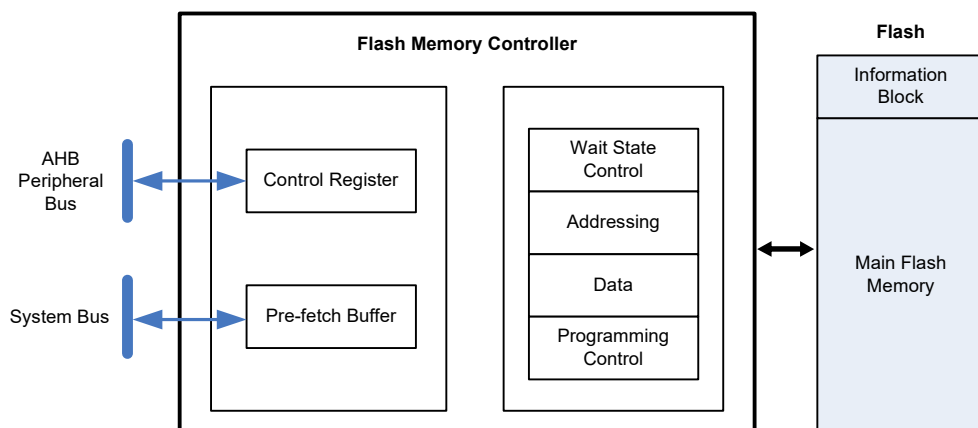 Flash Memory Controller
Flash
Information
Block
AHB
Peripheral
Bus
Control Register
Wait State
Control
Addressing
Data
Programming
Control
Main Flash
Memory
System Bus
Pre-fetch Buffer